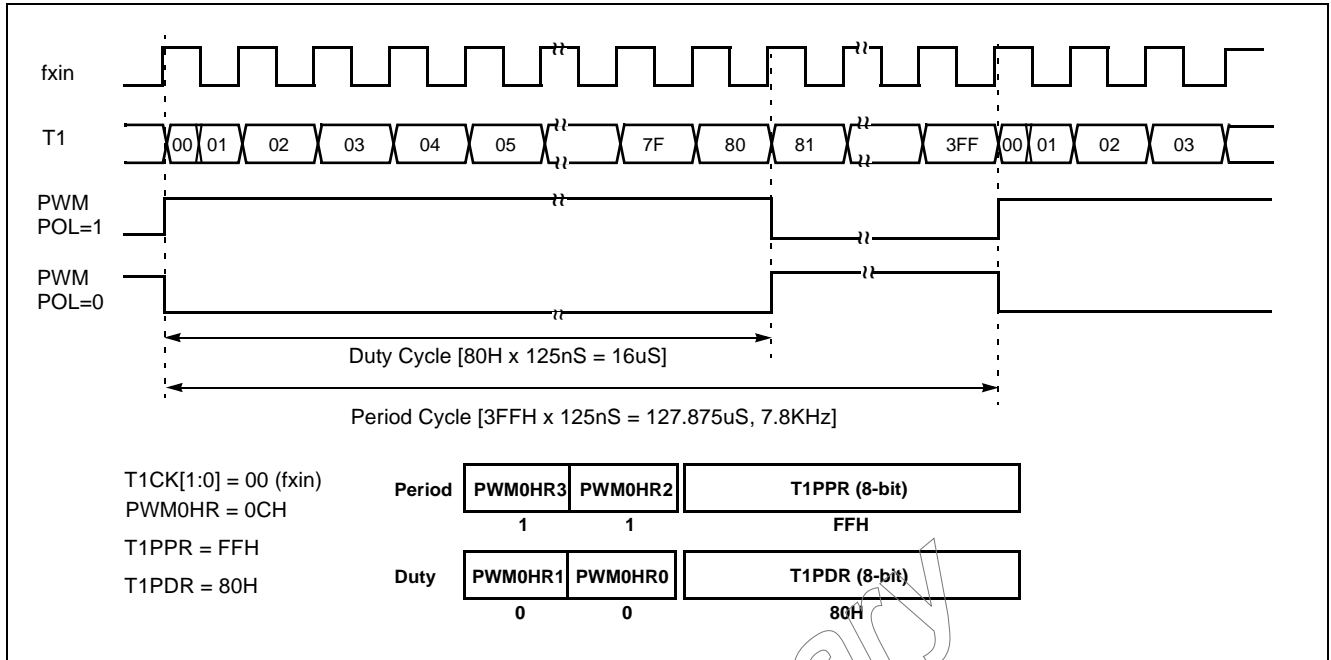 fxin
T1 00 01 02 03 04 05 7F 80 81 3FF 00 01 02 03
PWM
POL=1
PWM
POL=0
Duty Cycle [80H x 125nS = 16uS]
Period Cycle [3FFH x 125nS = 127.875uS, 7.8KHz]
T1CK[1:0] = 00 (fxin)
PWM0HR = 0CH
T1PPR = FFH
T1PDR = 80H
Period PWM0HR3 PWM0HR2 T1PPR (8-bit)
1 1 FFH
Duty PWM0HR1 PWM0HR0 T1PDR (8-bit)
0 0 80H